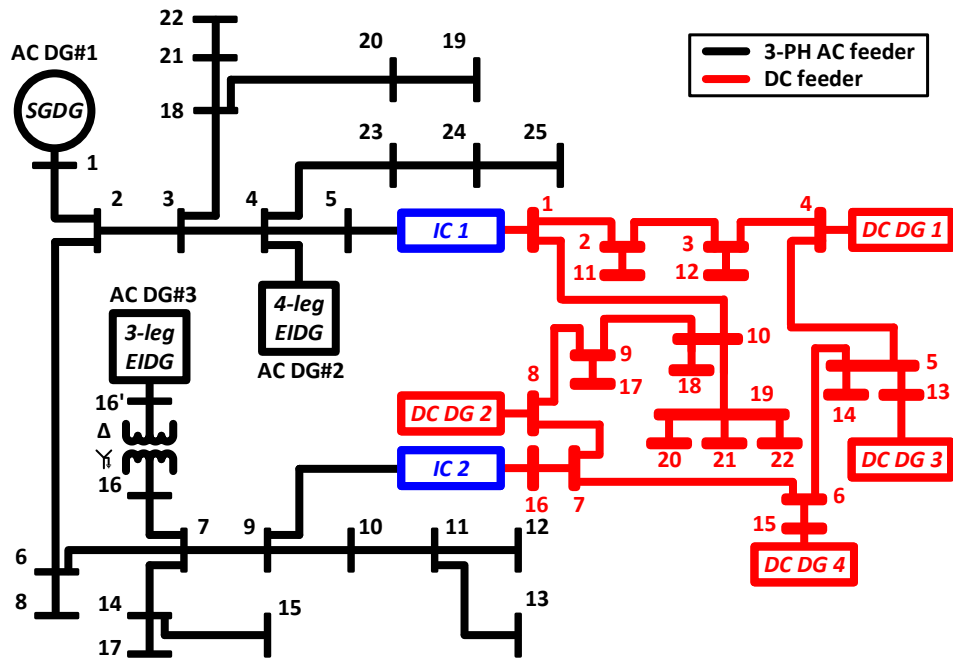 22
AC DG#1
21
20
19
3-PH AC feeder
DC feeder
SGDG
18
23
24
25
1
2
3
4
5
IC 1
1
2
3
4
DC DG 1
11
12
AC DG#3
3-leg
EIDG
4-leg
EIDG
AC DG#2
10
9
8
17
18
5
13
14
16'
Δ
DC DG 2
19
20
21
22
DC DG 3
16
IC 2
16
7
6
15
DC DG 4
7
9
10
11
12
6
8
14
15
13
17